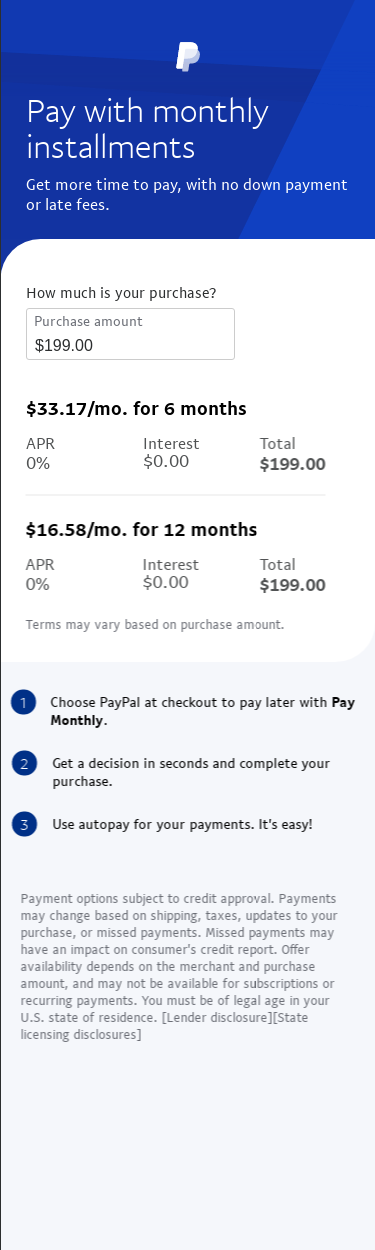 Pay with monthly
installments
Get more time to pay, with no down payment
or late fees.
How much is your purchase?
Purchase amount
$199.00
$33.17/mo. for 6 months
APR Interest Total
0% $0.00 $199.00
$16.58/mo. for 12 months
APR Interest Total
0% $0.00 $199.00
Terms may vary based on purchase amount.
1 Choose PayPal at checkout to pay later with Pay
Monthly.
2 Get a decision in seconds and complete your
purchase.
3 Use autopay for your payments. It's easy!
Payment options subject to credit approval. Payments
may change based on shipping, taxes, updates to your
purchase, or missed payments. Missed payments may
have an impact on consumer's credit report. Offer
availability depends on the merchant and purchase
amount, and may not be available for subscriptions or
recurring payments. You must be of legal age in your
U.S. state of residence. [Lender disclosure][State
licensing disclosures]